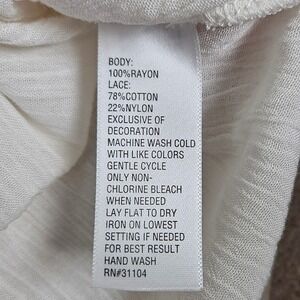 BODY:
100%RAYON
LACE:
78%COTTON
22%NYLON
EXCLUSIVE OF
DECORATION
MACHINE WASH COLD
WITH LIKE COLORS
GENTLE CYCLE
ONLY NON-
CHLORINE BLEACH
WHEN NEEDED
LAY FLAT TO DRY
IRON ON LOWEST
SETTING IF NEEDED
FOR BEST RESULT
HAND WASH
RN#31104